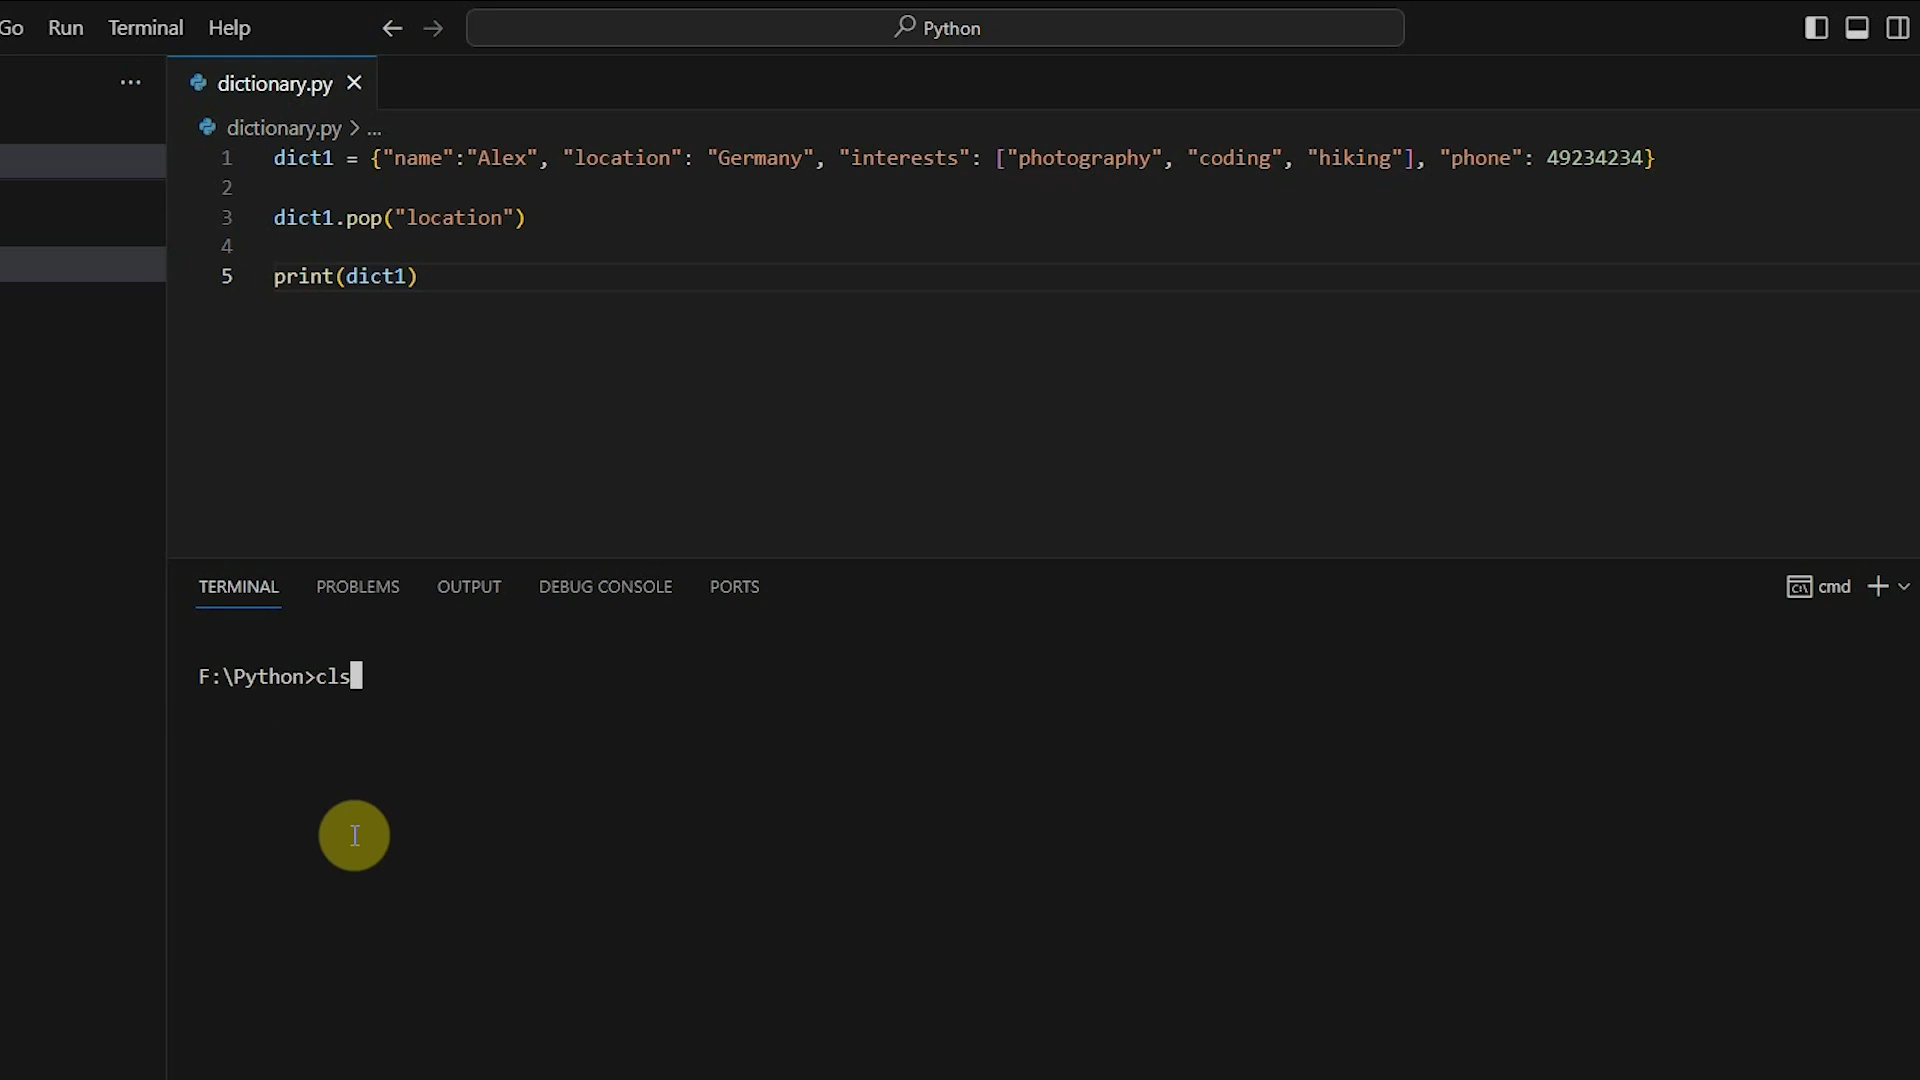 Go Run Terminal Help Python
... dictionary.py
dictionary.py > ...
1 dict1 = {"name":"Alex", "location": "Germany", "interests": ["photography", "coding", "hiking"], "phone": 49234234}
2
3 dict1.pop("location")
4
5 print(dict1)
TERMINAL PROBLEMS OUTPUT DEBUG CONSOLE PORTS cmd
F:\Python>cls